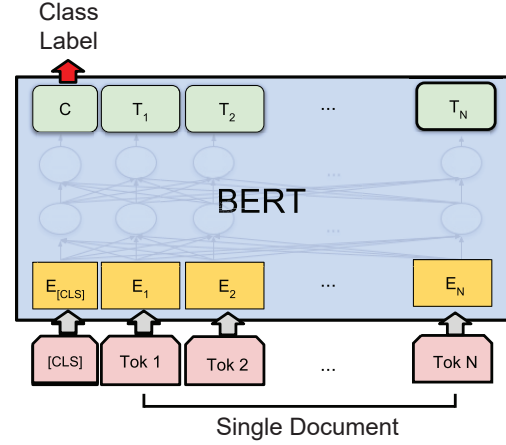 Class
Label
C T1 T2 ... TN
...
BERT
...
E[CLS] E1 E2 ... EN
[CLS] Tok 1 Tok 2 ... Tok N
Single Document